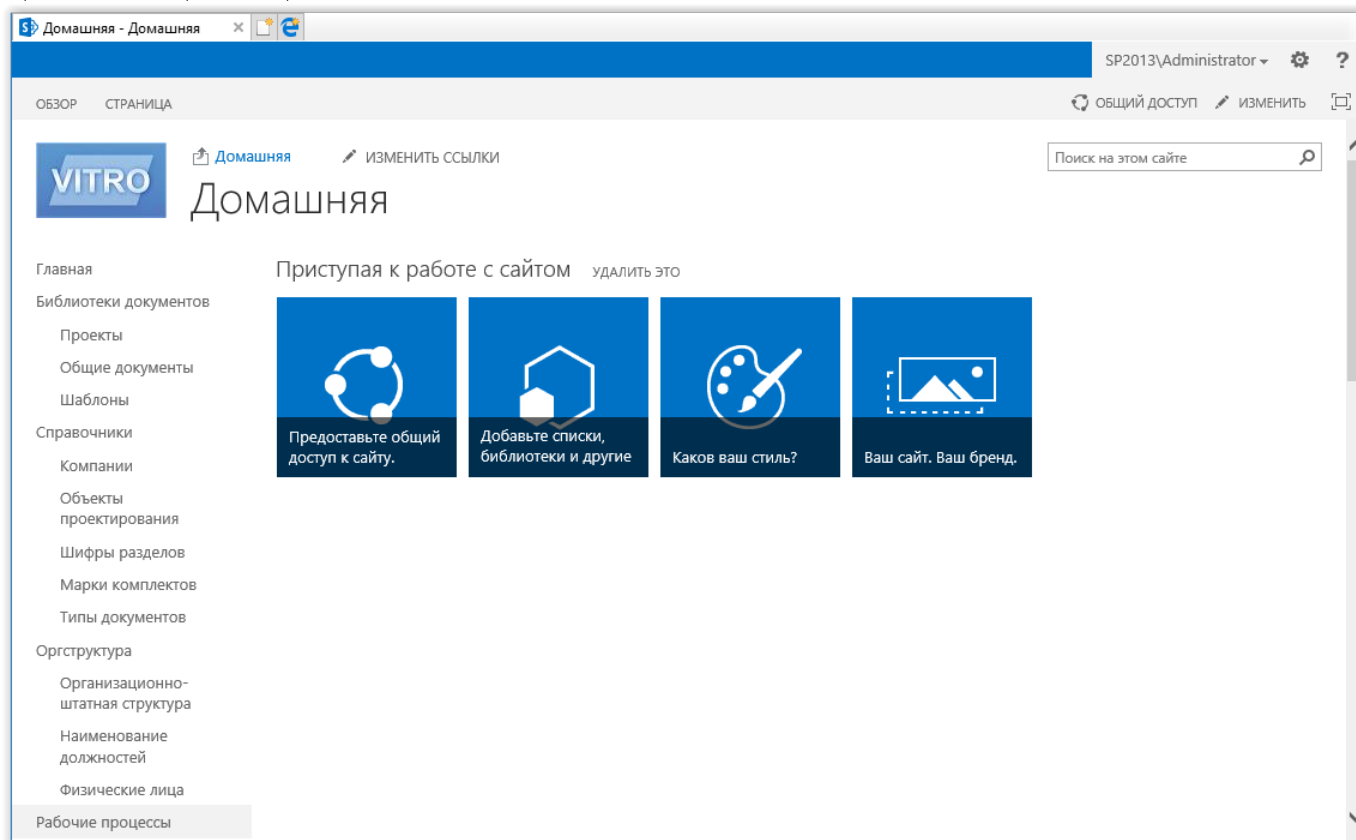 Домашняя - Домашняя
SP2013\Administrator
?
ОБЗОР СТРАНИЦА
ОБЩИЙ ДОСТУП ИЗМЕНИТЬ
VITRO
Домашняя ИЗМЕНИТЬ ССЫЛКИ
Поиск на этом сайте
Домашняя
Главная
Библиотеки документов
Проекты
Общие документы
Шаблоны
Справочники
Компании
Объекты
проектирования
Шифры разделов
Марки комплектов
Типы документов
Оргструктура
Организационно-
штатная структура
Наименование
должностей
Физические лица
Рабочие процессы
Приступая к работе с сайтом УДАЛИТЬ ЭТО
Предоставьте общий
доступ к сайту.
Добавьте списки,
библиотеки и другие
Каков ваш стиль?
Ваш сайт. Ваш бренд.